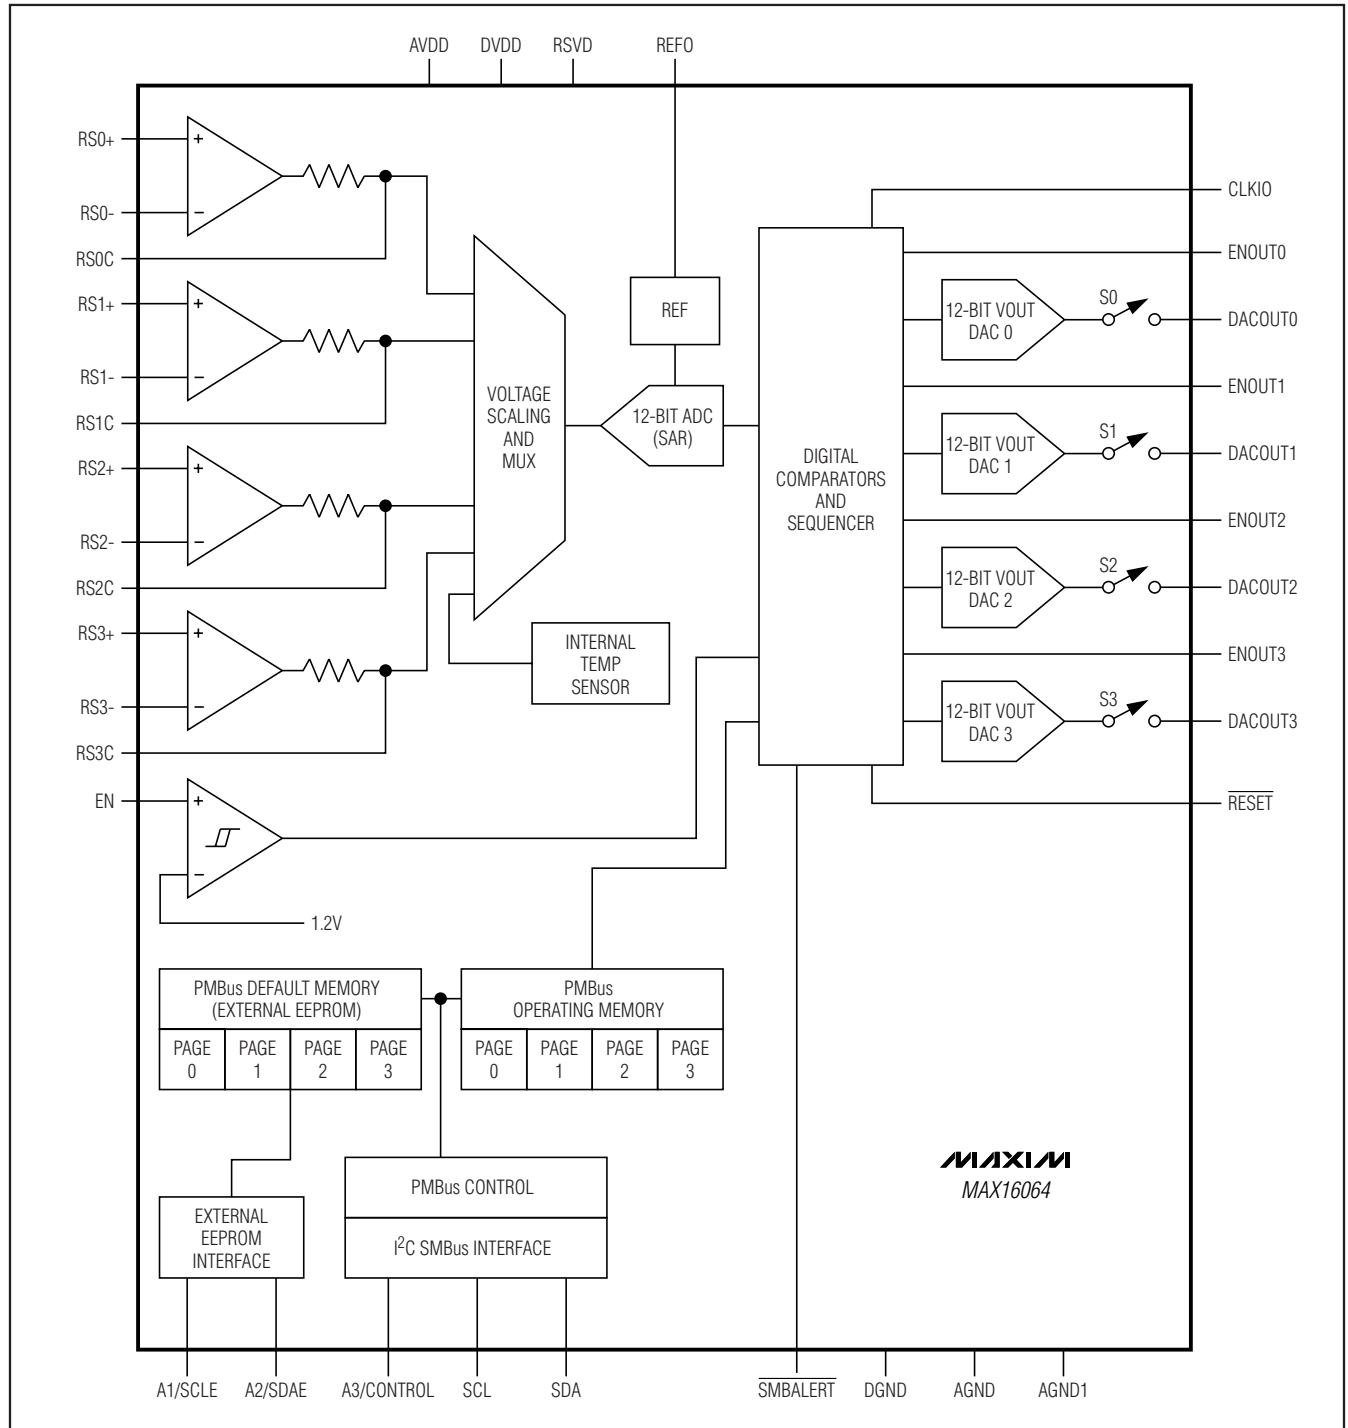 AVDD DVDD RSVD REFO
RS0+
+
RS0-
−
RS0C
RS1+
+
RS1-
−
RS1C
RS2+
+
RS2-
−
RS2C
RS3+
+
RS3-
−
RS3C
EN
+
−
1.2V
VOLTAGE
SCALING
AND
MUX
REF
12-BIT ADC
(SAR)
INTERNAL
TEMP
SENSOR
DIGITAL
COMPARATORS
AND
SEQUENCER
CLKIO
ENOUT0
12-BIT VOUT
DAC 0
S0
DACOUT0
ENOUT1
12-BIT VOUT
DAC 1
S1
DACOUT1
ENOUT2
12-BIT VOUT
DAC 2
S2
DACOUT2
ENOUT3
12-BIT VOUT
DAC 3
S3
DACOUT3
RESET
PMBus DEFAULT MEMORY
(EXTERNAL EEPROM)
PAGE
0
PAGE
1
PAGE
2
PAGE
3
PMBus
OPERATING MEMORY
PAGE
0
PAGE
1
PAGE
2
PAGE
3
EXTERNAL
EEPROM
INTERFACE
PMBus CONTROL
I²C SMBus INTERFACE
MAXIM
MAX16064
A1/SCLE A2/SDAE A3/CONTROL SCL SDA SMBALERT DGND AGND AGND1